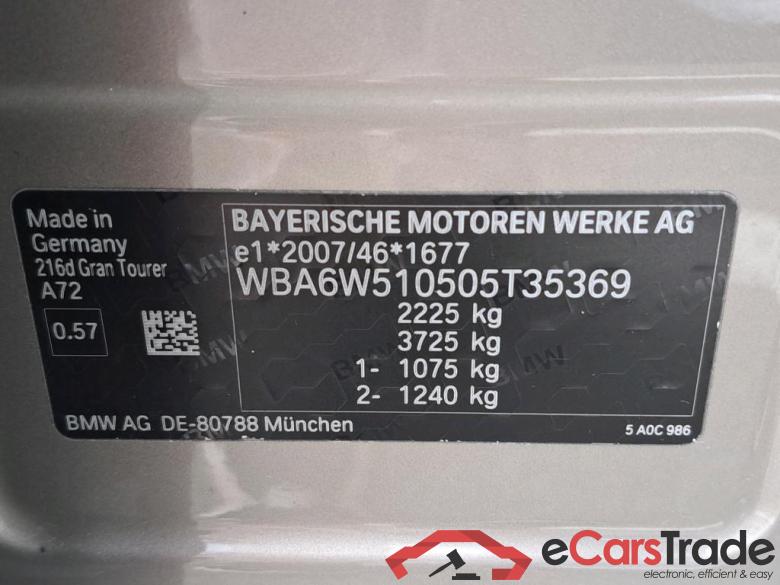 Made in
Germany
216d Gran Tourer
A72
0.57
BAYERISCHE MOTOREN WERKE AG
e1*2007/46*1677
WBA6W510505T35369
2225 kg
3725 kg
1- 1075 kg
2- 1240 kg
BMW AG DE-80788 München
5 A0C 986
eCarsTrade
electronic, efficient & easy